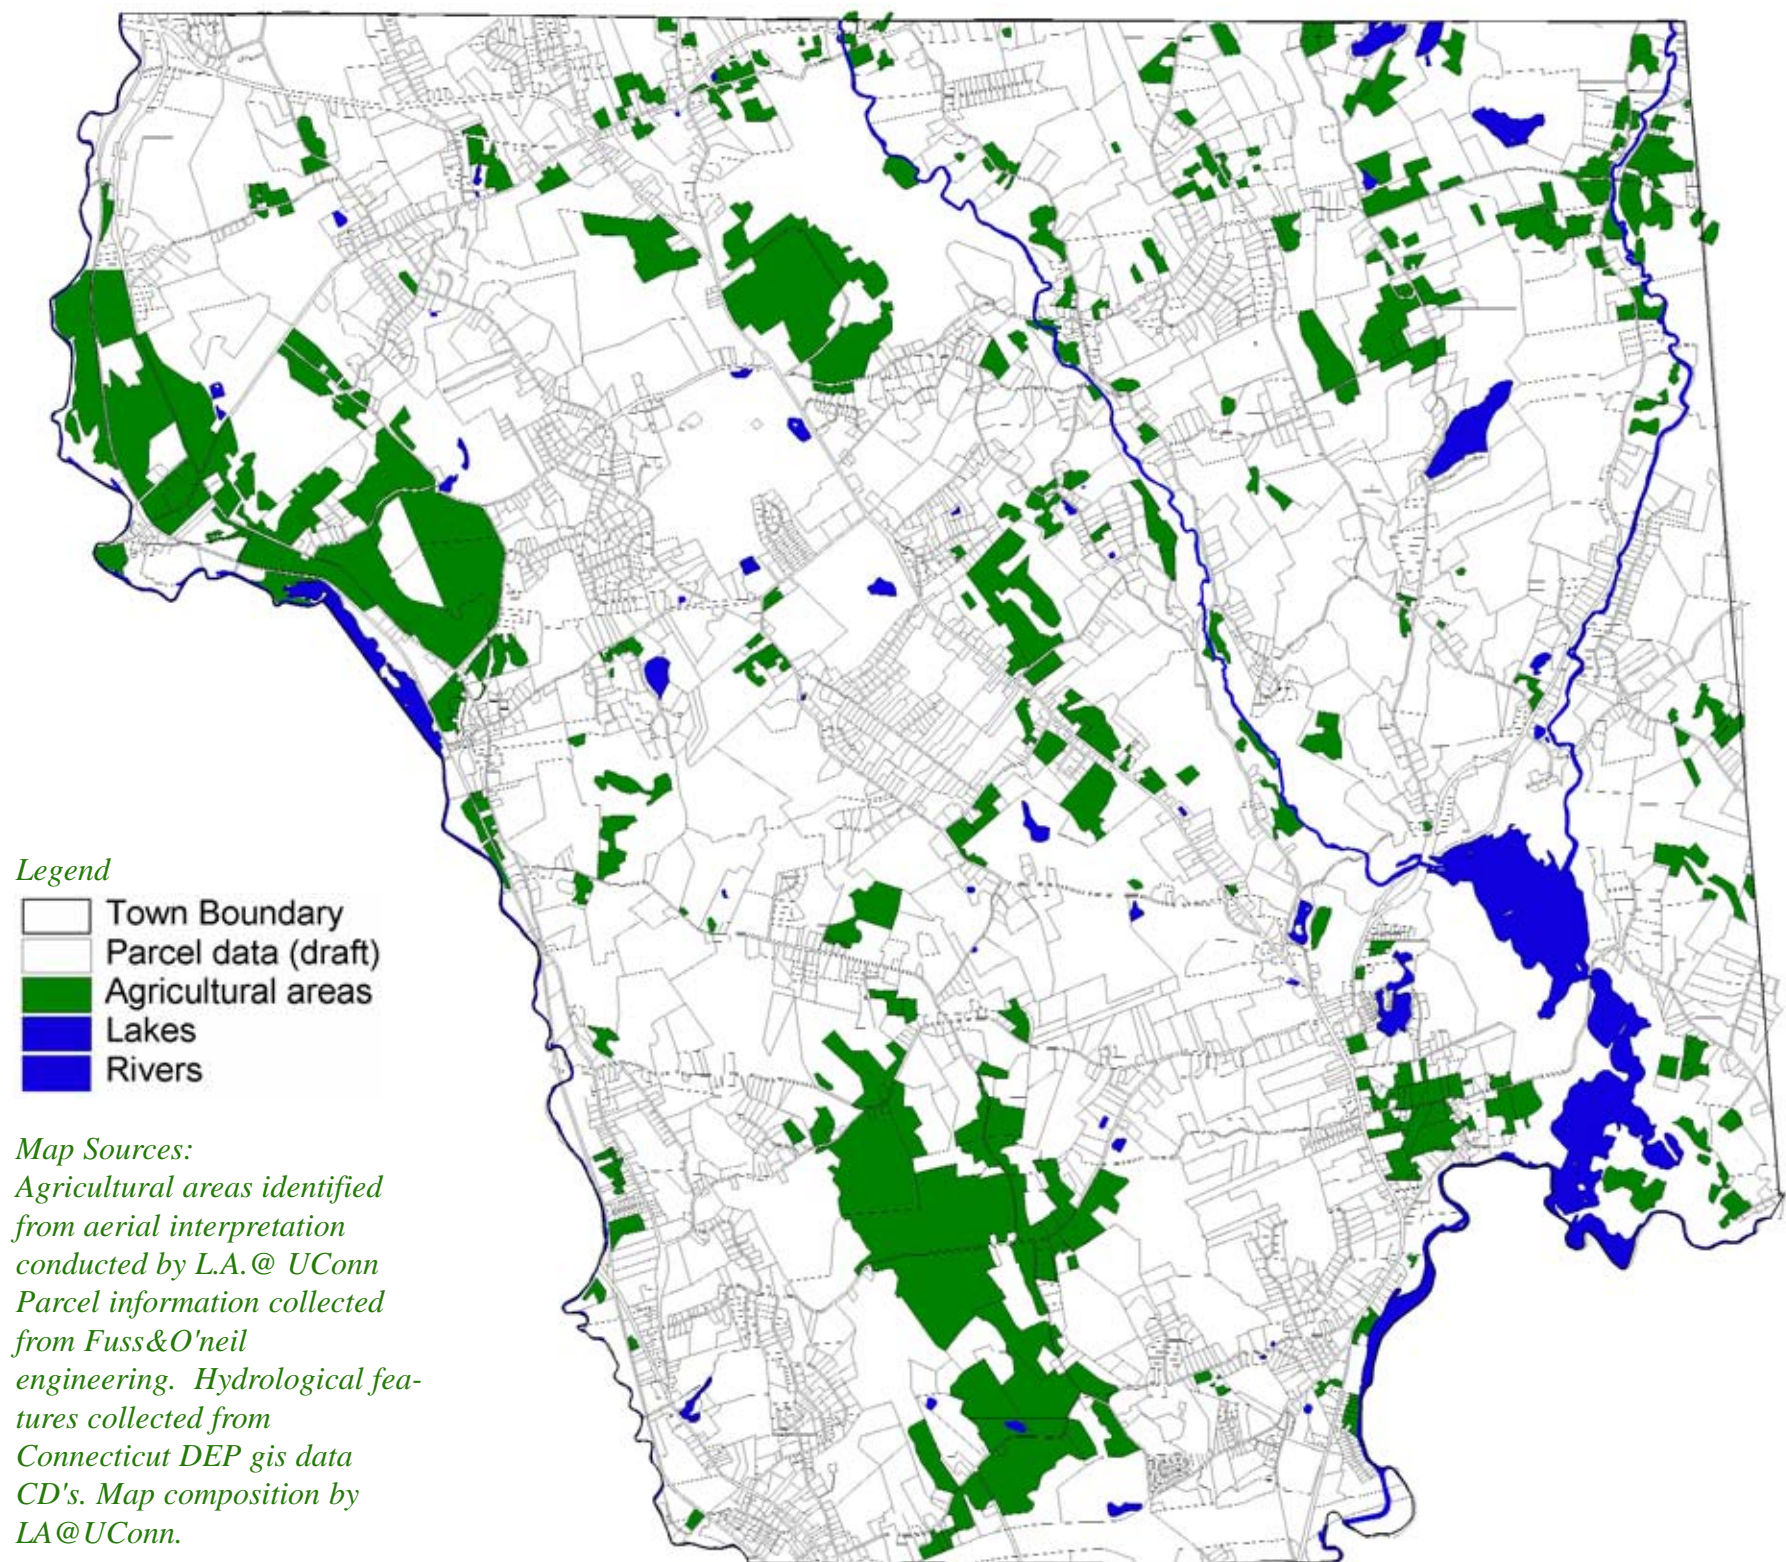 Legend
Town Boundary
Parcel data (draft)
Agricultural areas
Lakes
Rivers
Map Sources:
Agricultural areas identified
from aerial interpretation
conducted by L.A.@ UConn
Parcel information collected
from Fuss&O'neil
engineering. Hydrological fea-
tures collected from
Connecticut DEP gis data
CD's. Map composition by
LA@UConn.